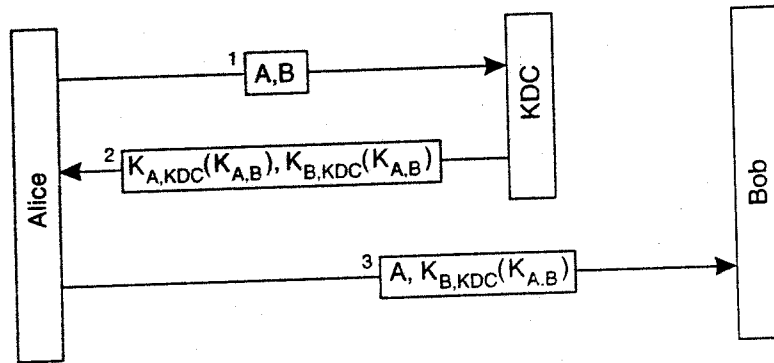 Alice
1
A,B
KDC
2
K_A,KDC(K_A,B), K_B,KDC(K_A,B)
3
A, K_B,KDC(K_A.B)
Bob